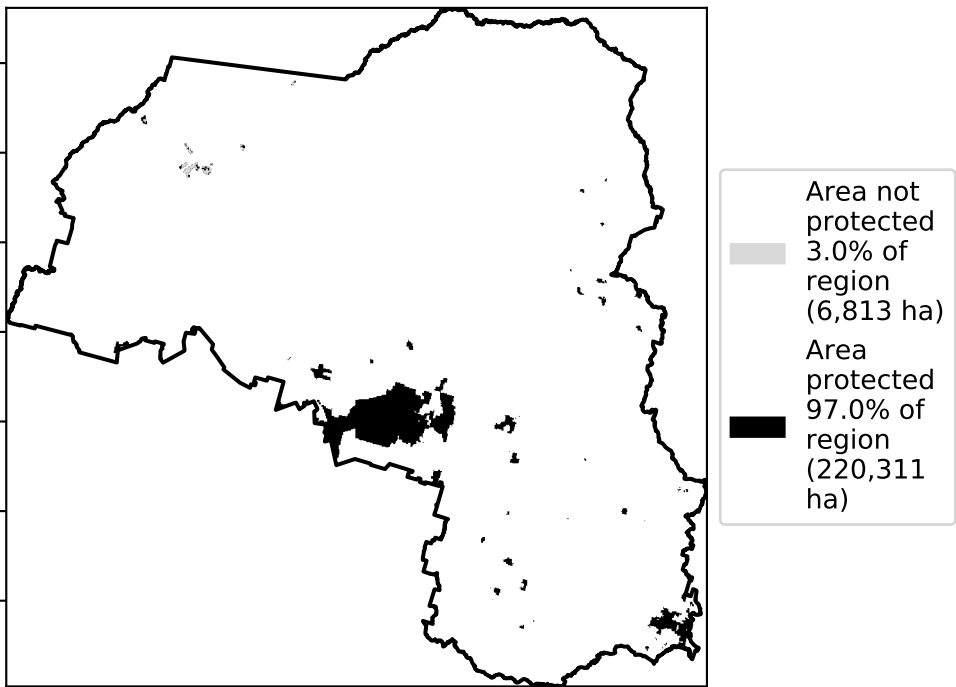 Area not
protected
3.0% of
region
(6,813 ha)
Area
protected
97.0% of
region
(220,311
ha)